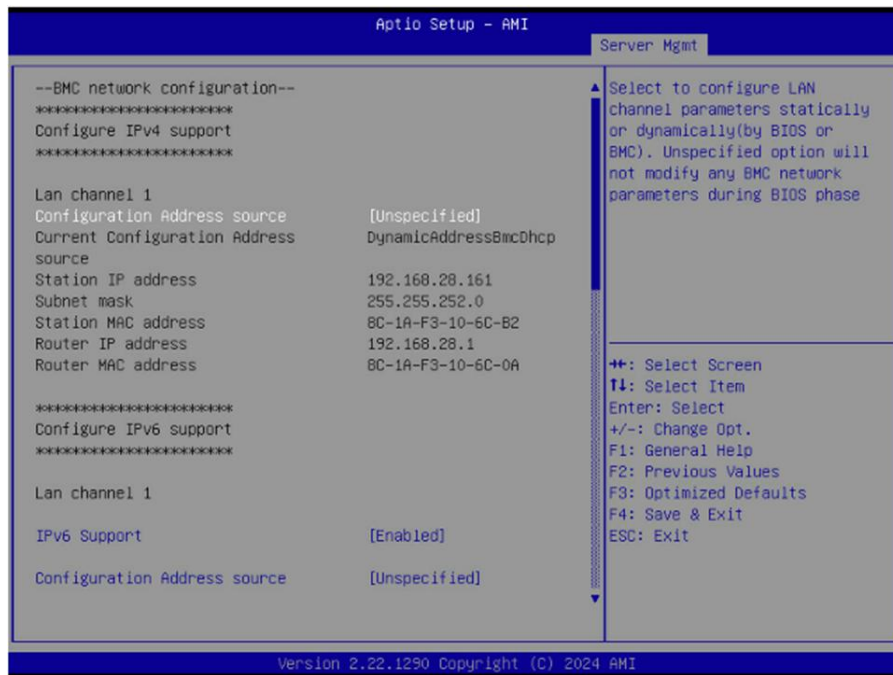 Aptio Setup - AMI
Server Mgmt
--BMC network configuration--
***********************
Configure IPv4 support
***********************
Lan channel 1
Configuration Address source [Unspecified]
Current Configuration Address DynamicAddressBmcDhcp
source
Station IP address 192.168.28.161
Subnet mask 255.255.252.0
Station MAC address 8C-1A-F3-10-6C-B2
Router IP address 192.168.28.1
Router MAC address 8C-1A-F3-10-6C-0A
***********************
Configure IPv6 support
***********************
Lan channel 1
IPv6 Support [Enabled]
Configuration Address source [Unspecified]
Select to configure LAN
channel parameters statically
or dynamically(by BIOS or
BMC). Unspecified option will
not modify any BMC network
parameters during BIOS phase
→←: Select Screen
↑↓: Select Item
Enter: Select
+/-: Change Opt.
F1: General Help
F2: Previous Values
F3: Optimized Defaults
F4: Save & Exit
ESC: Exit
Version 2.22.1290 Copyright (C) 2024 AMI